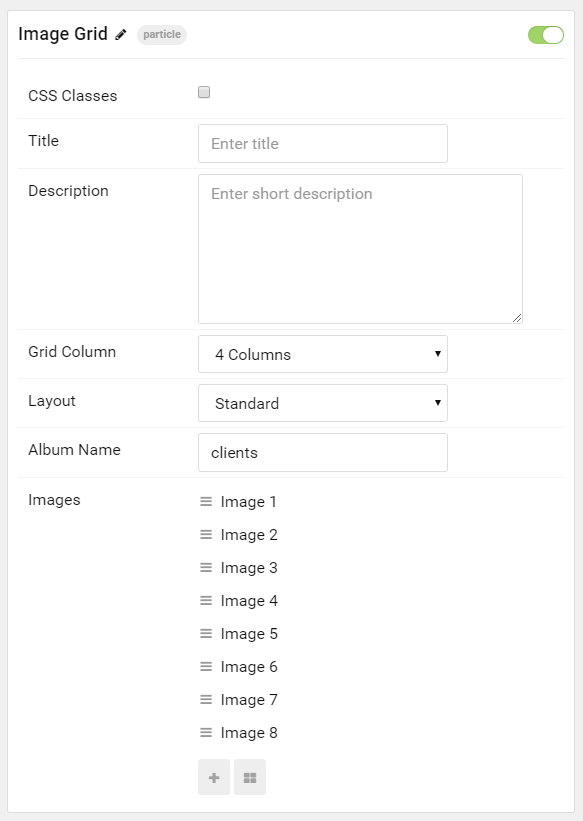 Image Grid particle
CSS Classes
Title Enter title
Description Enter short description
Grid Column 4 Columns
Layout Standard
Album Name clients
Images Image 1
Image 2
Image 3
Image 4
Image 5
Image 6
Image 7
Image 8